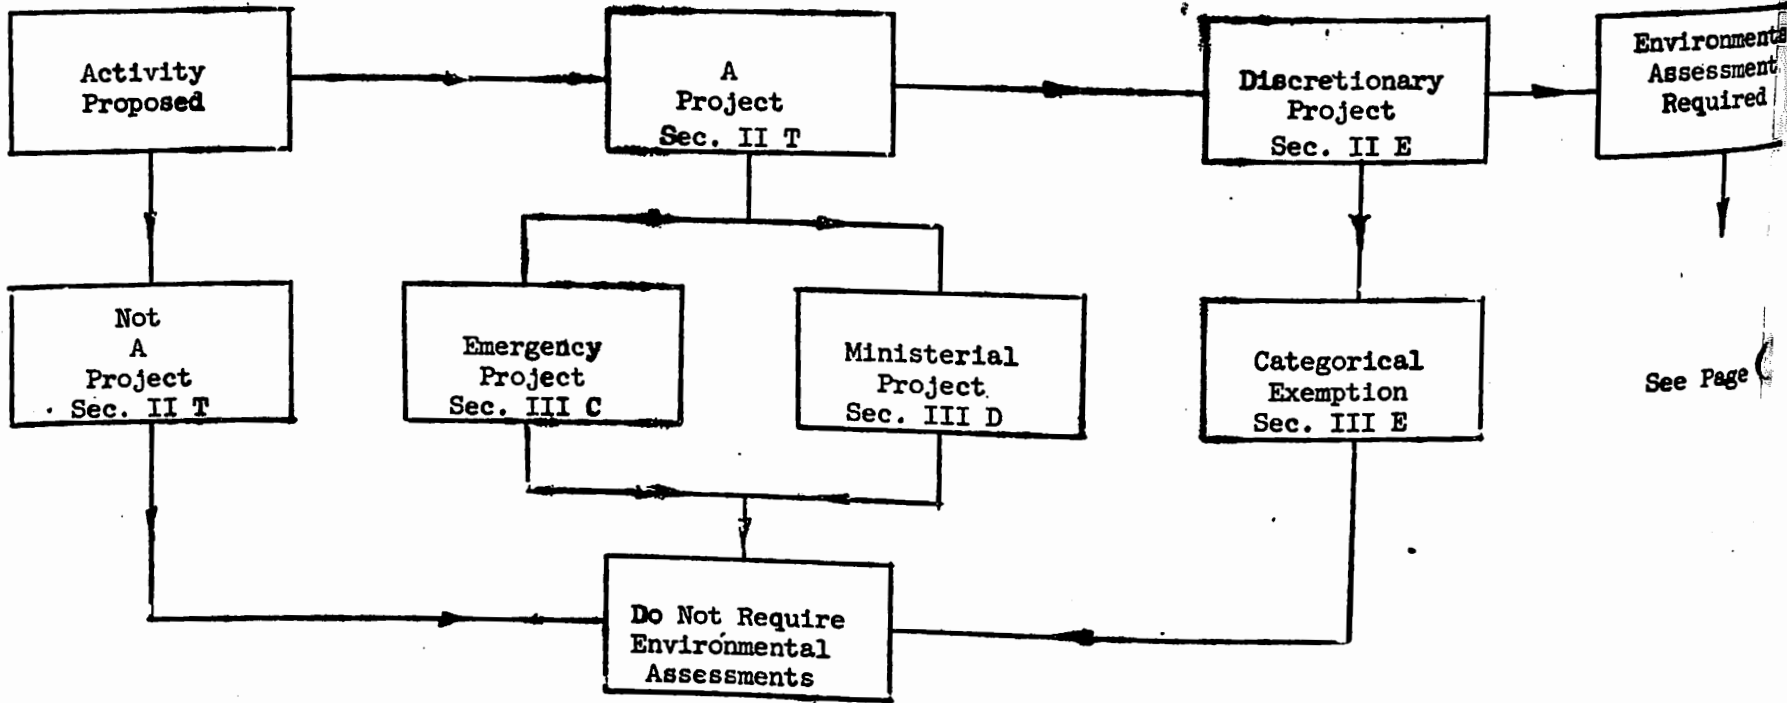 Activity
Proposed
A
Project
Sec. II T
Discretionary
Project
Sec. II E
Assessment
Required
Not
A
Project
Sec. II T
Emergency
Project
Sec. III C
Ministerial
Project
Sec. III D
Categorical
Exemption
Sec. III E
See Page
Do Not Require
Environmental
Assessments